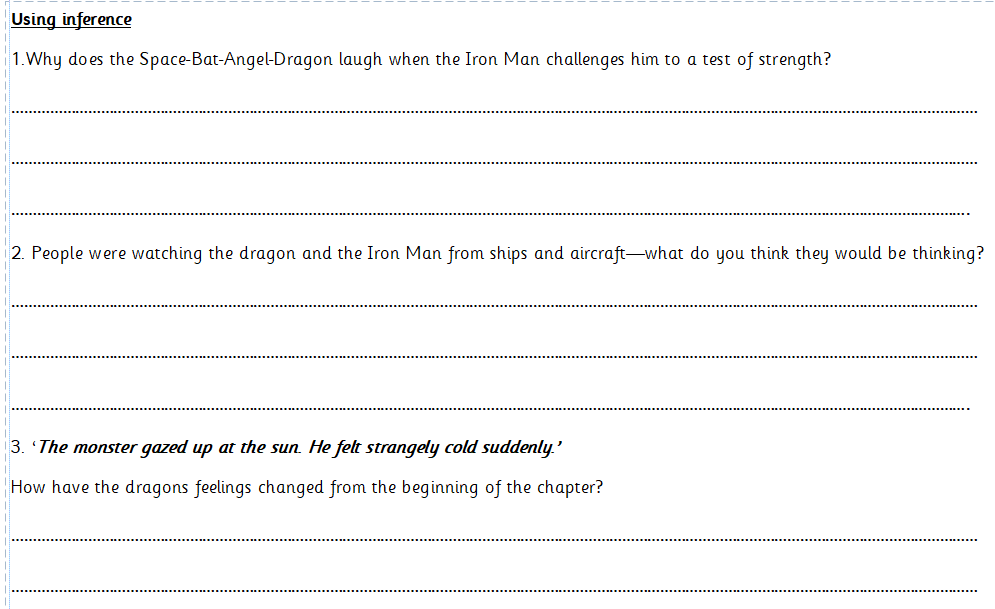 Using inference
1.Why does the Space-Bat-Angel-Dragon laugh when the Iron Man challenges him to a test of strength?
2. People were watching the dragon and the Iron Man from ships and aircraft—what do you think they would be thinking?
3. ‘The monster gazed up at the sun. He felt strangely cold suddenly.’
How have the dragons feelings changed from the beginning of the chapter?